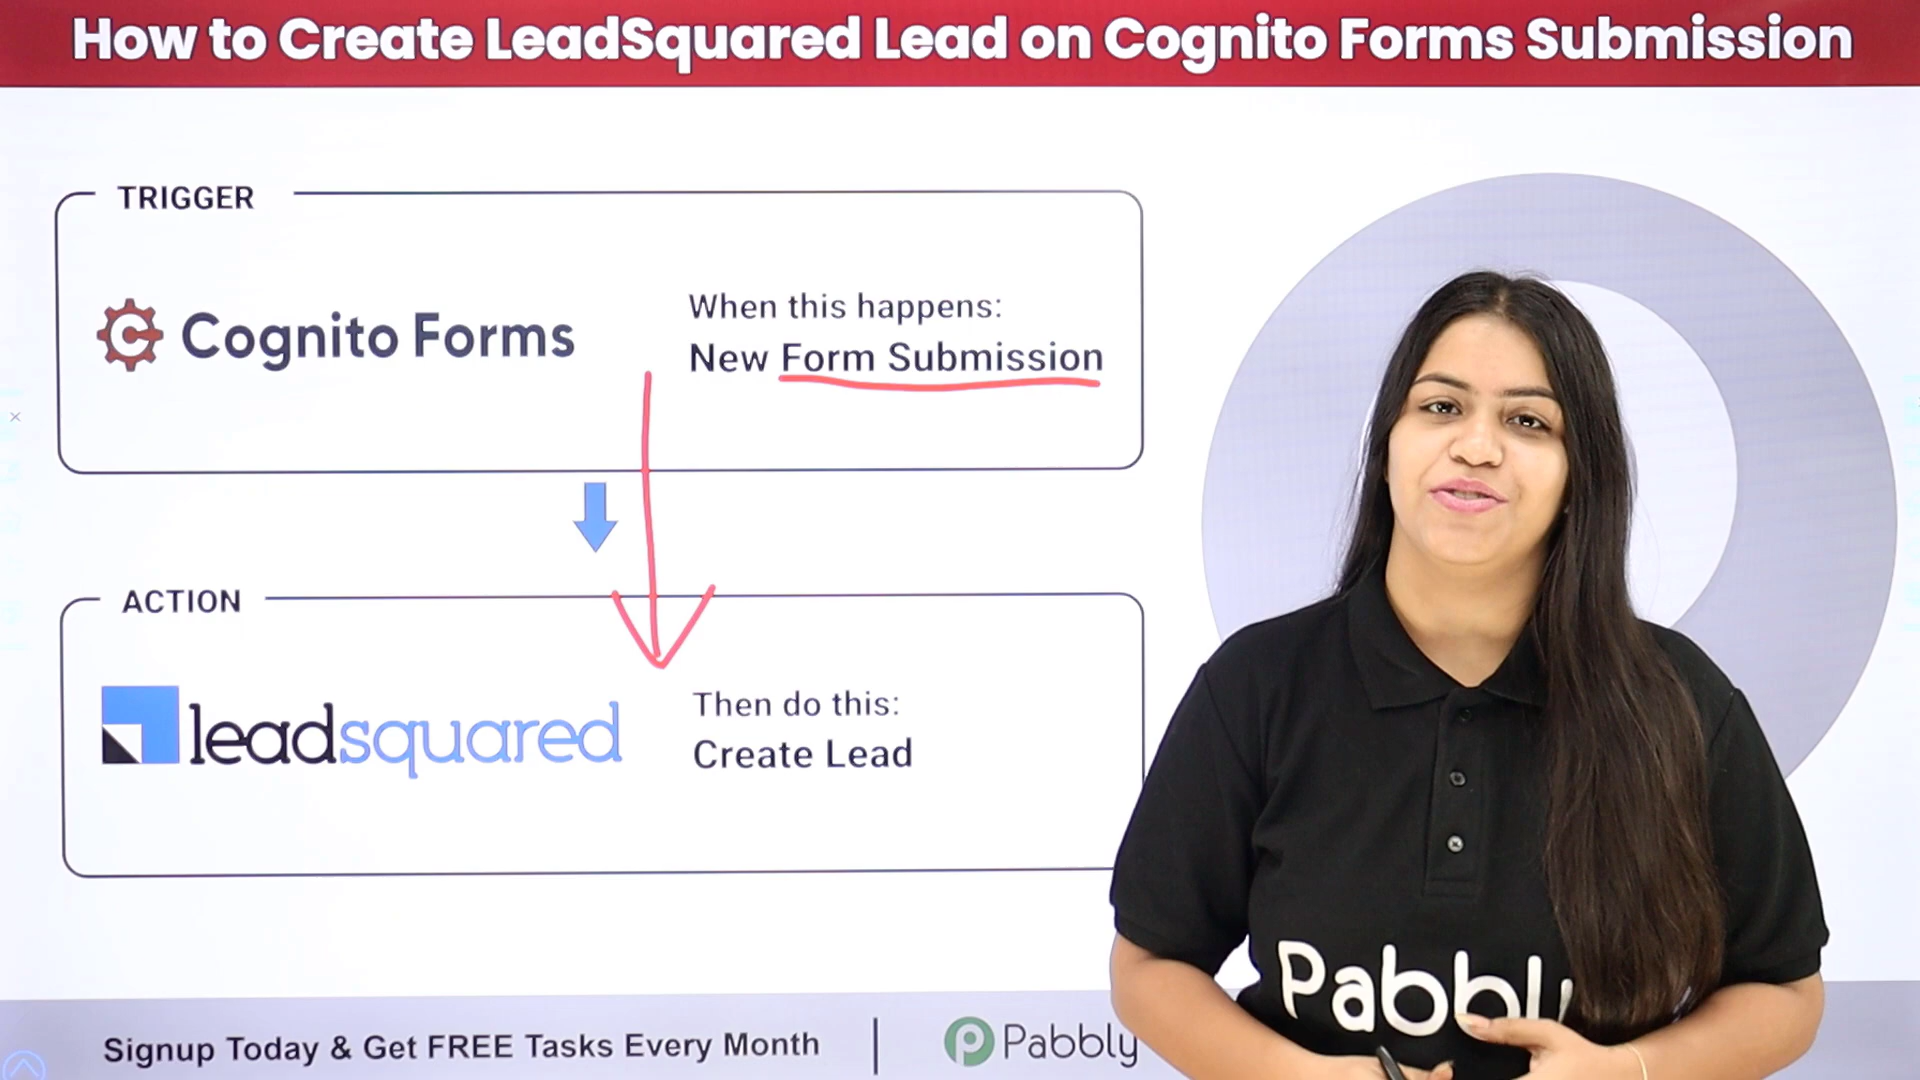 How to Create LeadSquared Lead on Cognito Forms Submission
TRIGGER
Cognito Forms
When this happens:
New Form Submission
ACTION
leadsquared
Then do this:
Create Lead
Pabbly
Signup Today & Get FREE Tasks Every Month
Pabbly